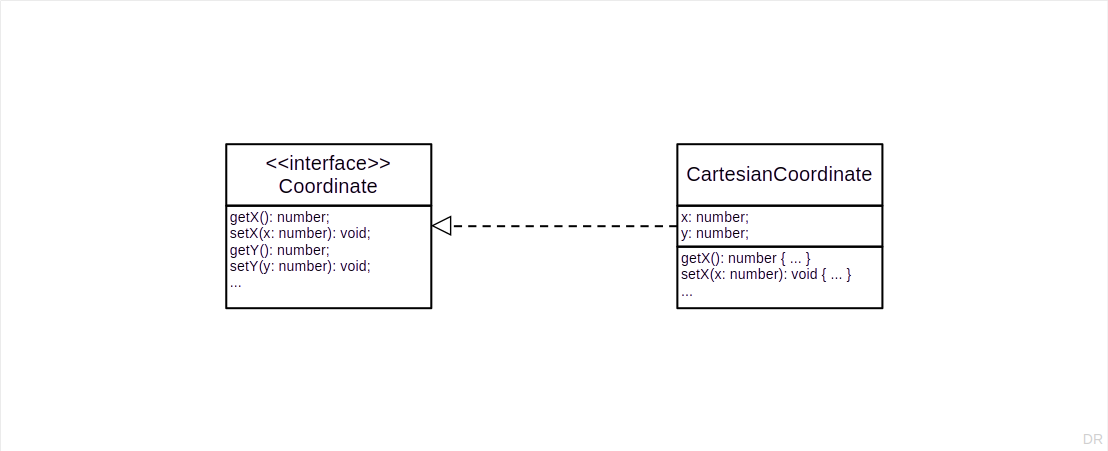 <<interface>>
Coordinate
getX(): number;
setX(x: number): void;
getY(): number;
setY(y: number): void;
...
CartesianCoordinate
x: number;
y: number;
getX(): number { ... }
setX(x: number): void { ... }
...
DR